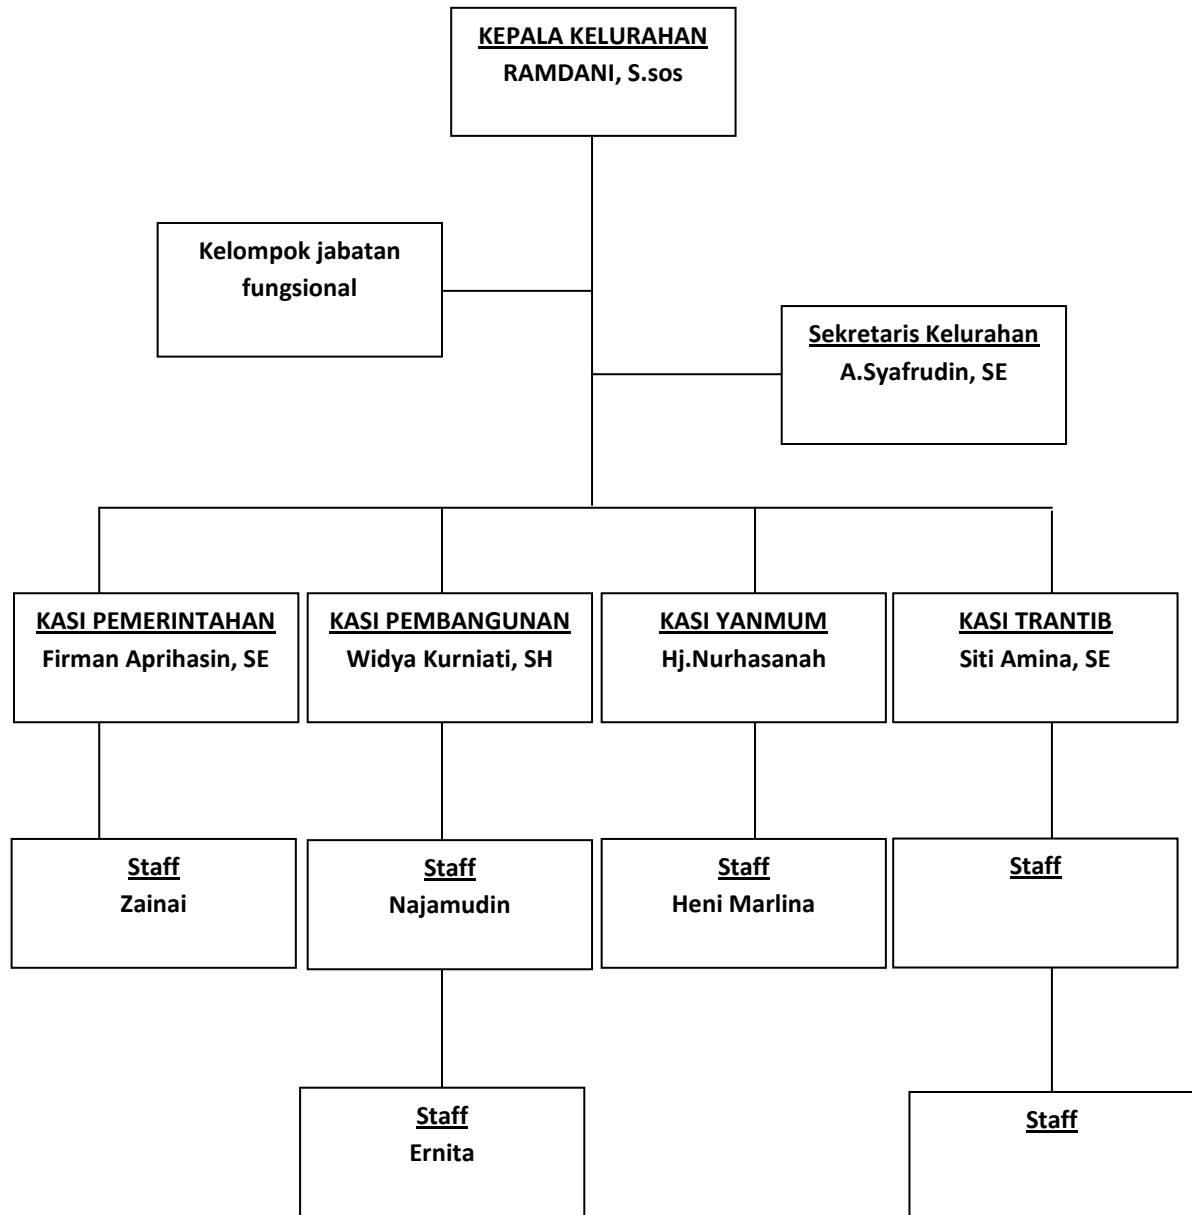 KEPALA KELURAHAN
RAMDANI, S.sos
Kelompok jabatan
fungsional
Sekretaris Kelurahan
A.Syafrudin, SE
KASI PEMERINTAHAN
Firman Aprihasin, SE
KASI PEMBANGUNAN
Widya Kurniati, SH
KASI YANMUM
Hj.Nurhasanah
KASI TRANTIB
Siti Amina, SE
Staff
Zainai
Staff
Najamudin
Staff
Heni Marlina
Staff
Staff
Ernita
Staff